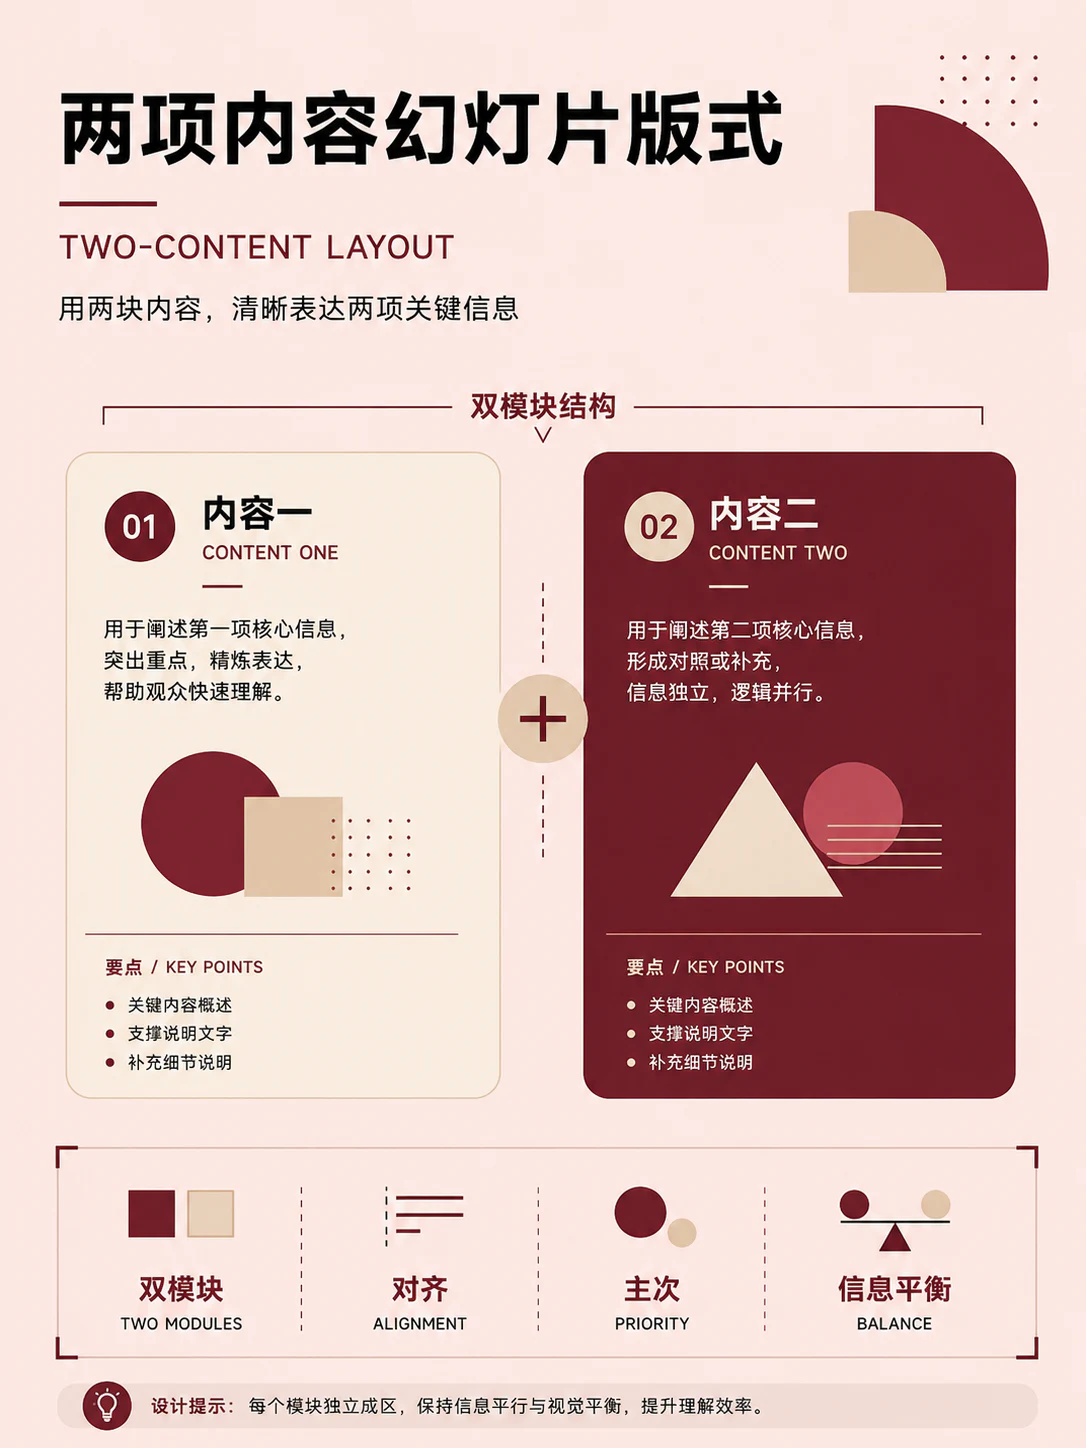 两项内容幻灯片版式
TWO-CONTENT LAYOUT
用两块内容，清晰表达两项关键信息
双模块结构
01
内容一
CONTENT ONE
用于阐述第一项核心信息，
突出重点，精炼表达，
帮助观众快速理解。
要点 / KEY POINTS
关键内容概述
支撑说明文字
补充细节说明
02
内容二
CONTENT TWO
用于阐述第二项核心信息，
形成对照或补充，
信息独立，逻辑并行。
要点 / KEY POINTS
关键内容概述
支撑说明文字
补充细节说明
双模块
TWO MODULES
对齐
ALIGNMENT
主次
PRIORITY
信息平衡
BALANCE
设计提示：每个模块独立成区，保持信息平行与视觉平衡，提升理解效率。